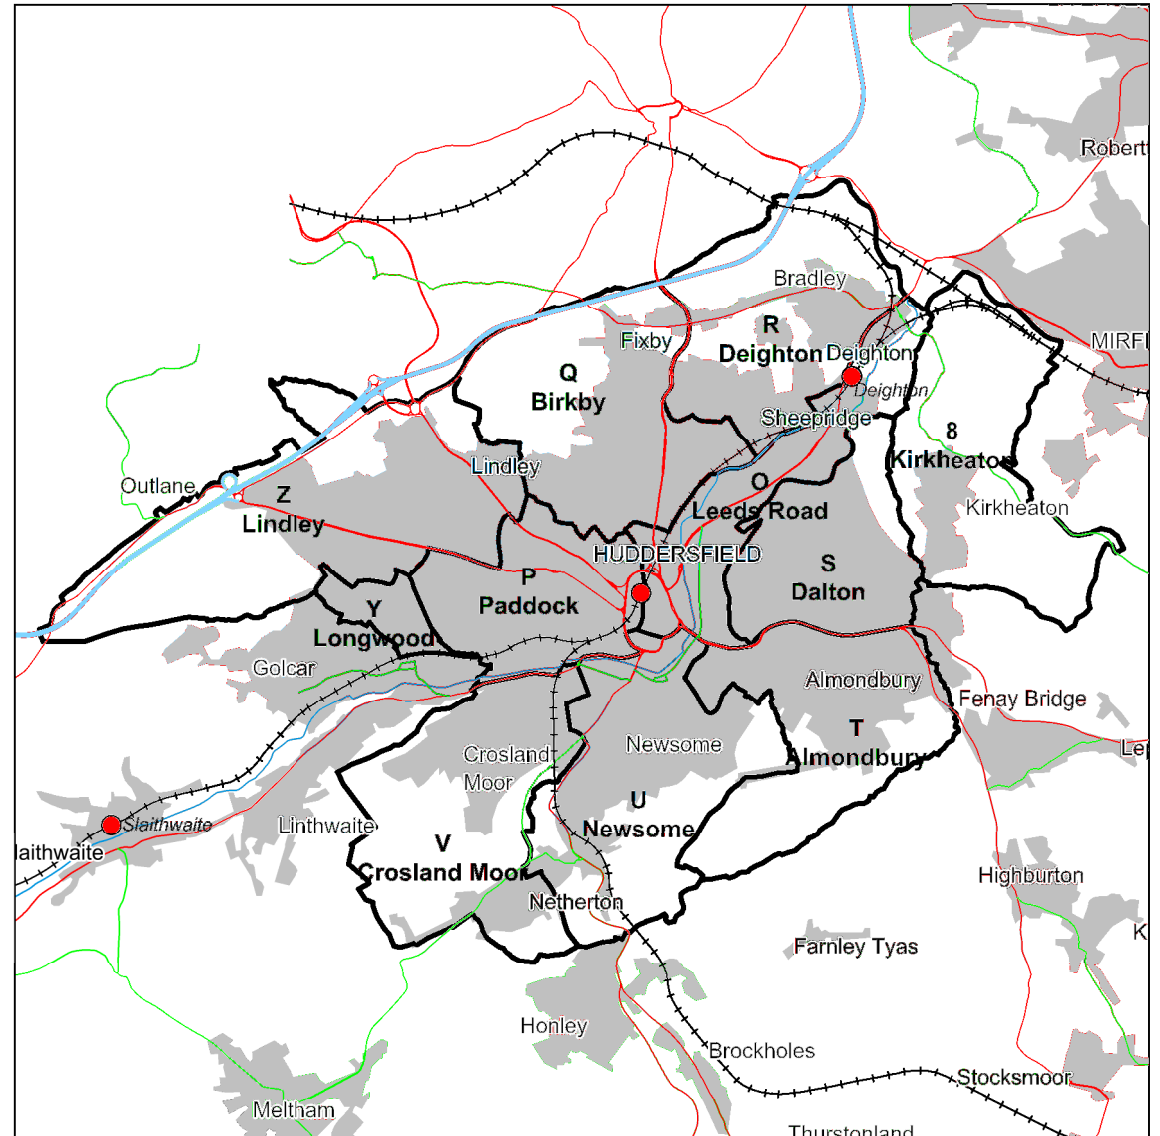 Robertt
Bradley
R
Deighton
Deighton
Fixby
MIRFI
Q
Birkby
Deighton
Sheepridge
8
Kirkheaton
Lindley
Outlane
Z
Lindley
O
Leeds Road
Kirkheaton
HUDDERSFIELD
S
Dalton
P
Paddock
Y
Longwood
Golcar
Almondbury
Fenay Bridge
T
Almondbury
Lep
Newsome
Crosland
Moor
U
Newsome
Slaithwaite
Linthwaite
laithwaite
V
Crosland Moor
Highburton
Netherton
K
Farnley Tyas
Honley
Brockholes
Stocksmoor
Meltham
Thurstonland